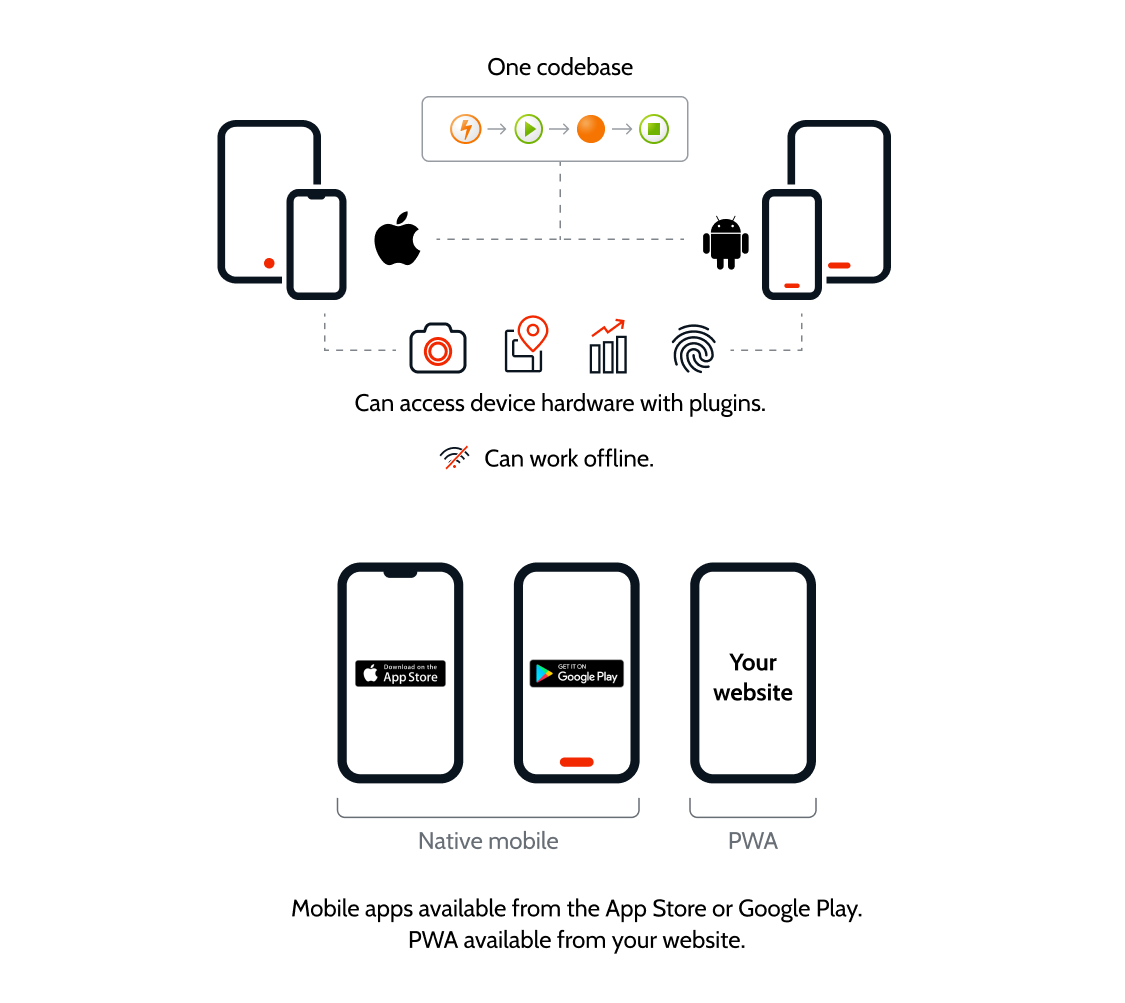 One codebase
Can access device hardware with plugins.
Can work offline.
Download on the
App Store
GET IT ON
Google Play
Your
website
Native mobile
PWA
Mobile apps available from the App Store or Google Play.
PWA available from your website.